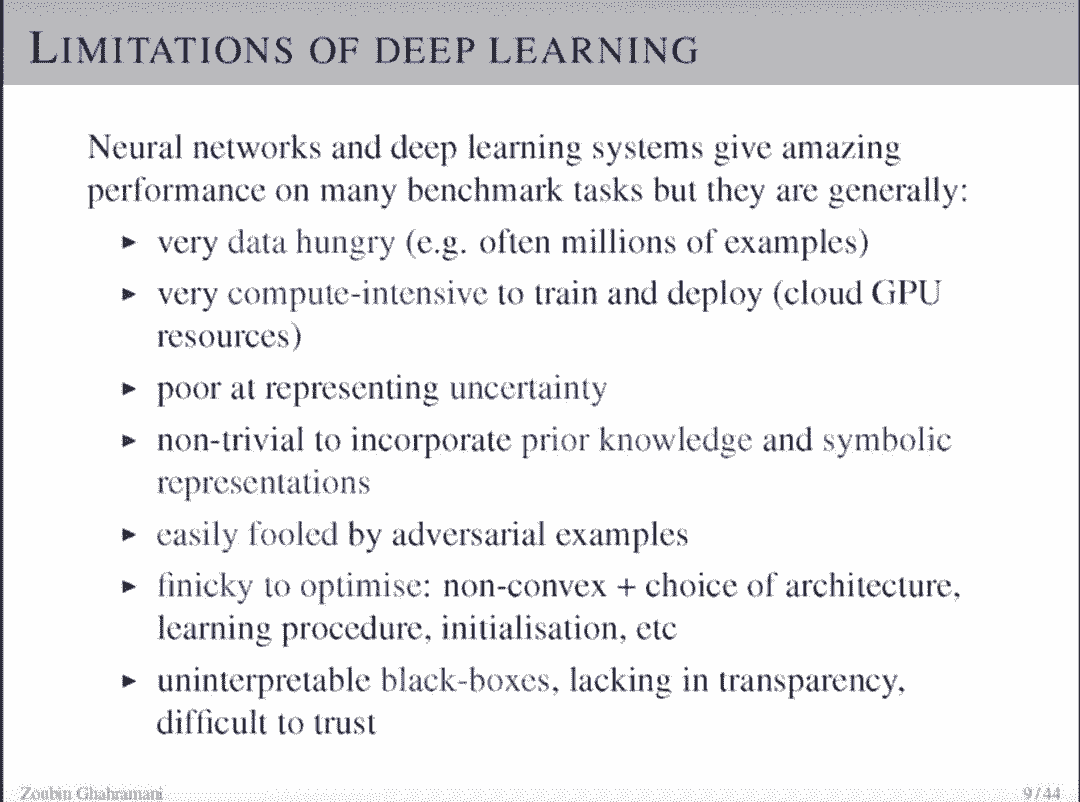 LIMITATIONS OF DEEP LEARNING
Neural networks and deep learning systems give amazing
performance on many benchmark tasks but they are generally:
► very data hungry (e.g. often millions of examples)
► very compute-intensive to train and deploy (cloud GPU
resources)
► poor at representing uncertainty
► non-trivial to incorporate prior knowledge and symbolic
representations
► easily fooled by adversarial examples
► finicky to optimise: non-convex + choice of architecture,
learning procedure, initialisation, etc
► uninterpretable black-boxes, lacking in transparency,
difficult to trust
Zoubin Ghahramani
9/44